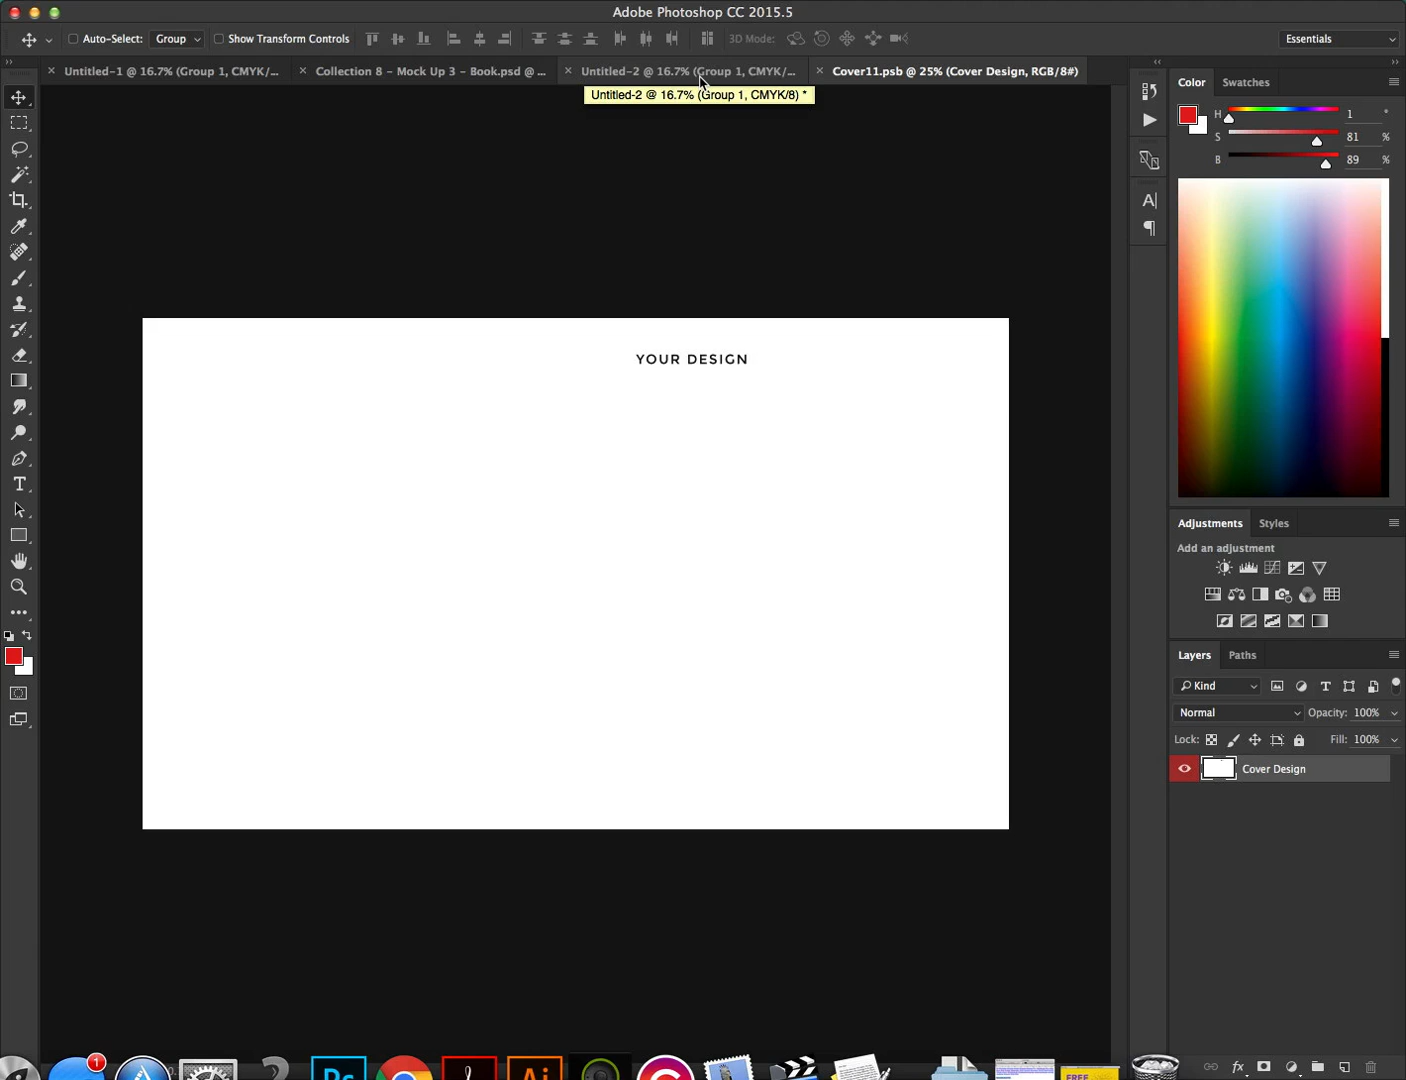 Adobe Photoshop CC 2015.5
Auto-Select: Group Show Transform Controls 3D Mode: Essentials
Untitled-1 @ 16.7% (Group 1, CMYK/... Collection 8 – Mock Up 3 – Book.psd @ ... Untitled-2 @ 16.7% (Group 1, CMYK/... Cover11.psb @ 25% (Cover Design, RGB/8#)
Untitled-2 @ 16.7% (Group 1, CMYK/8) *
Color Swatches
H 1 °
S 81 %
B 89 %
YOUR DESIGN
Adjustments Styles
Add an adjustment
Layers Paths
Kind
Normal Opacity: 100%
Lock: Fill: 100%
Cover Design
1
Ps
Ai
FREE